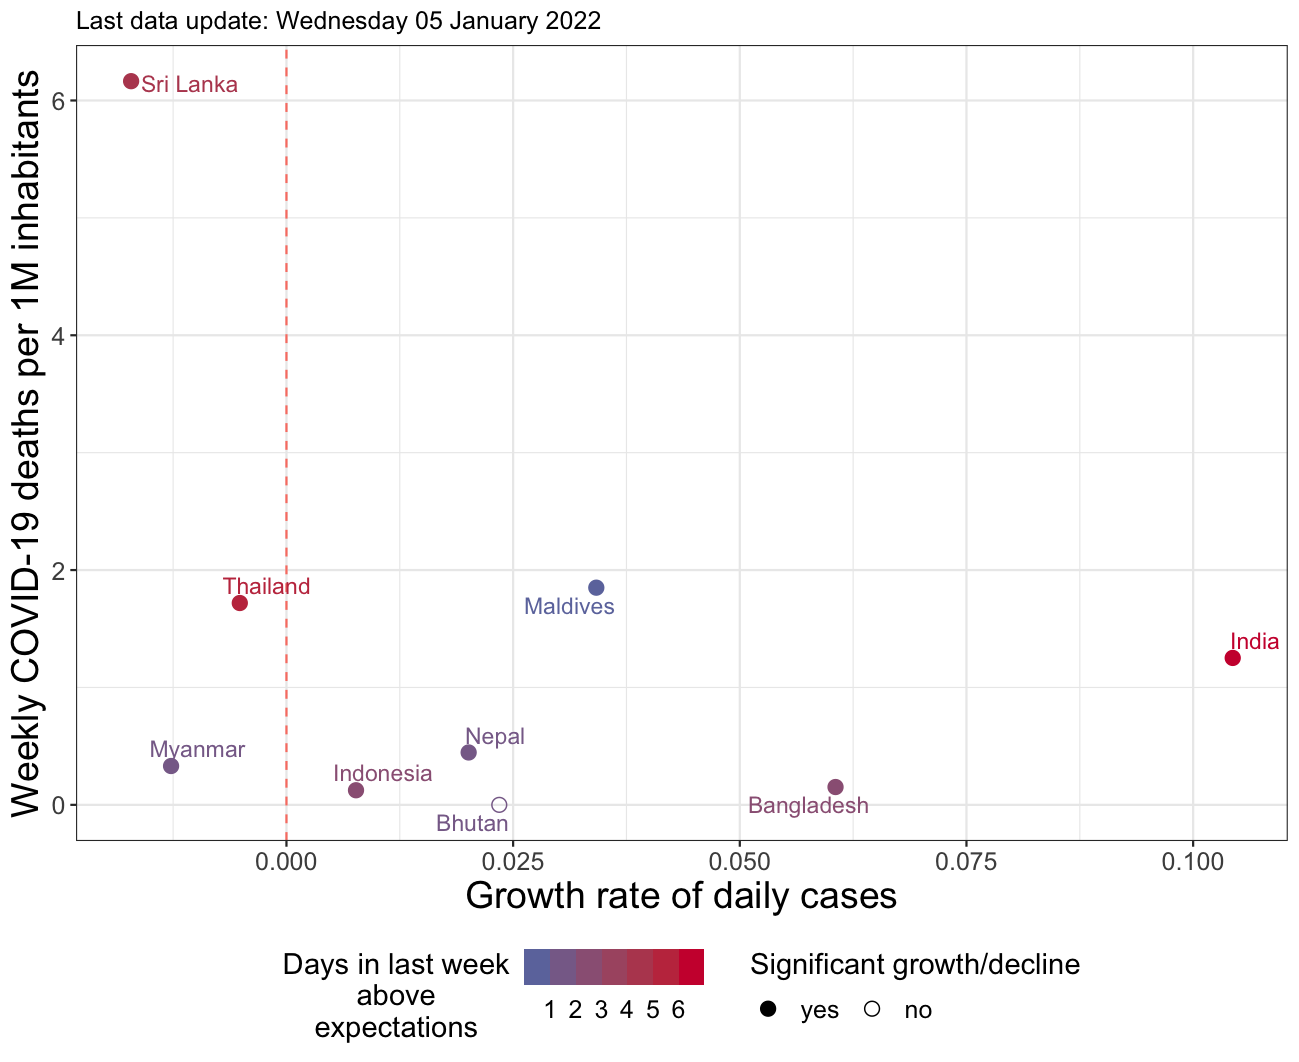 Last data update: Wednesday 05 January 2022
Weekly COVID-19 deaths per 1M inhabitants
6
4
2
0
Sri Lanka
Thailand
Maldives
India
Myanmar
Nepal
Indonesia
Bhutan
Bangladesh
0.000 0.025 0.050 0.075 0.100
Growth rate of daily cases
Days in last week
above
expectations
1 2 3 4 5 6
Significant growth/decline
yes no